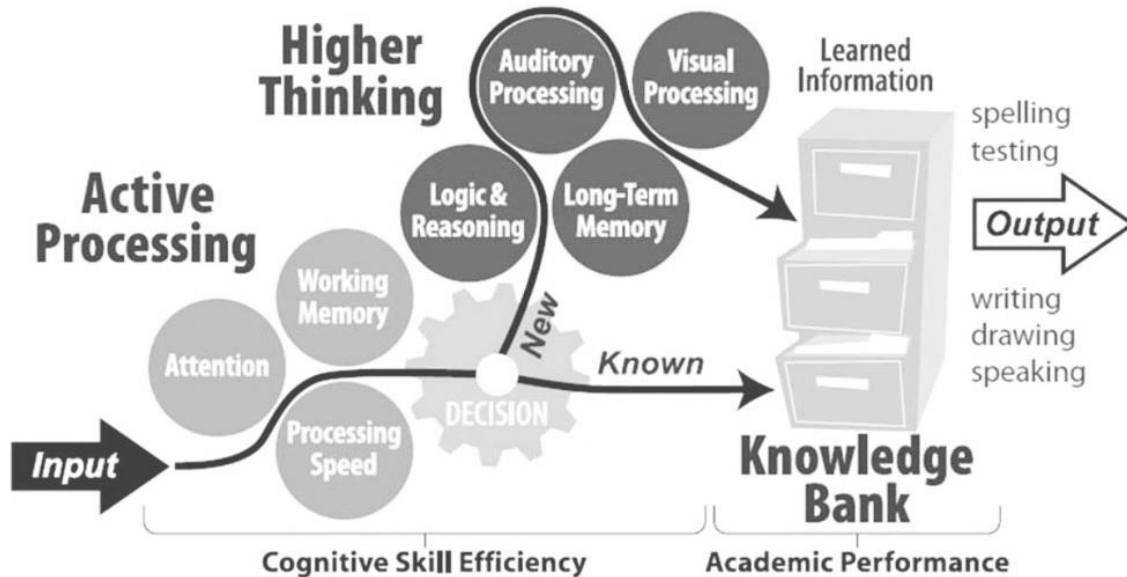 Higher
Thinking
Auditory
Processing
Visual
Processing
Learned
Information
spelling
testing
Active
Processing
Logic &
Reasoning
Long-Term
Memory
Output
Working
Memory
Attention
New
Known
writing
drawing
speaking
DECISION
Processing
Speed
Input
Knowledge
Bank
Cognitive Skill Efficiency
Academic Performance